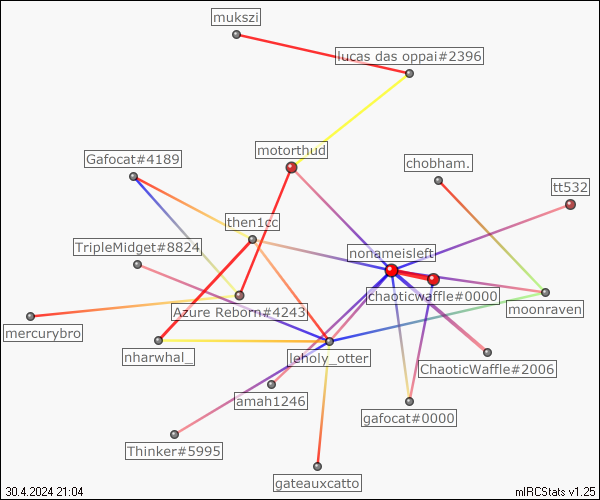 mukszi
lucas das oppai#2396
motorthud
Gafocat#4189
chobham.
tt532
then1cc
TripleMidget#8824
nonameisleft
chaoticwaffle#0000
moonraven
Azure Reborn#4243
mercurybro
nharwhal_
leholy_otter
ChaoticWaffle#2006
amah1246
gafocat#0000
Thinker#5995
gateauxcatto
30.4.2024 21:04
mIRCStats v1.25